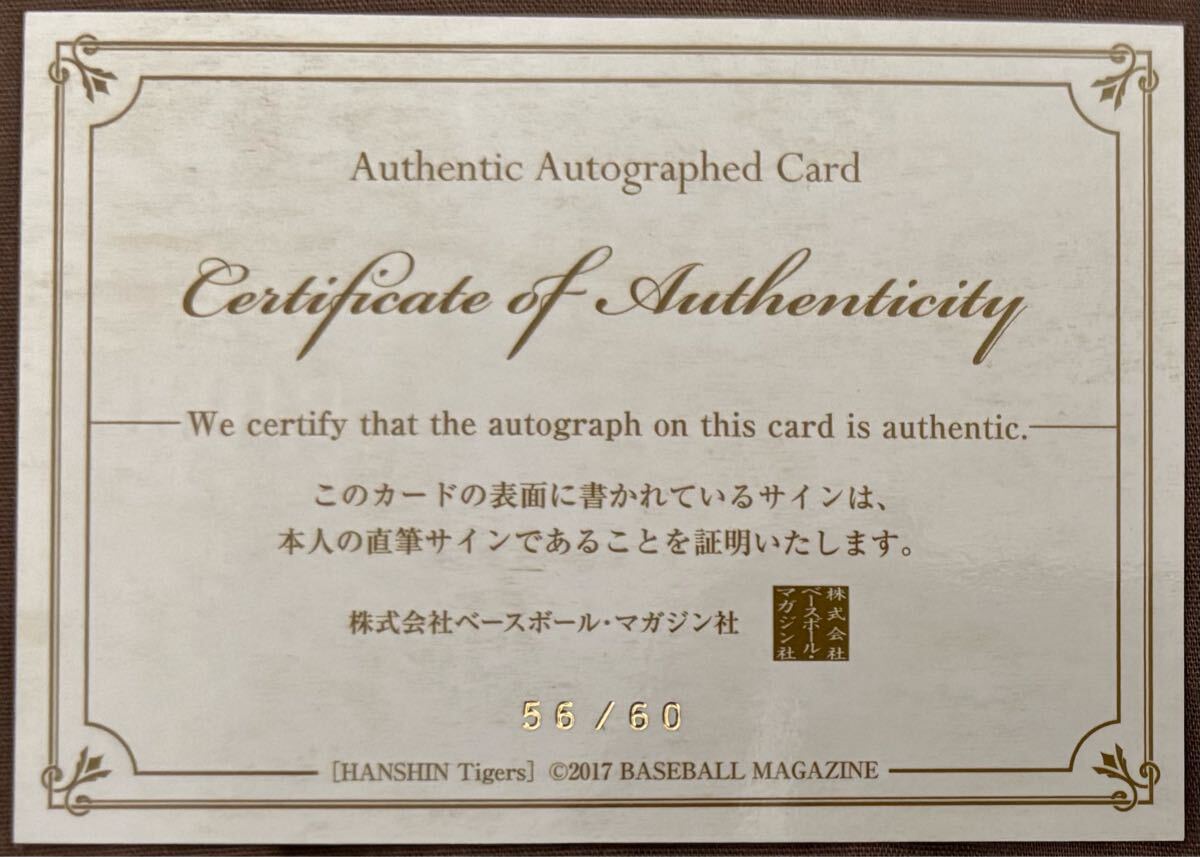 Authentic Autographed Card
Certificate of Authenticity
We certify that the autograph on this card is authentic.
このカードの表面に書かれているサインは、
本人の直筆サインであることを証明いたします。
株式会社ベースボール・マガジン社
株式会社
ベースボール・
マガジン社
56/60
[HANSHIN Tigers] ©2017 BASEBALL MAGAZINE